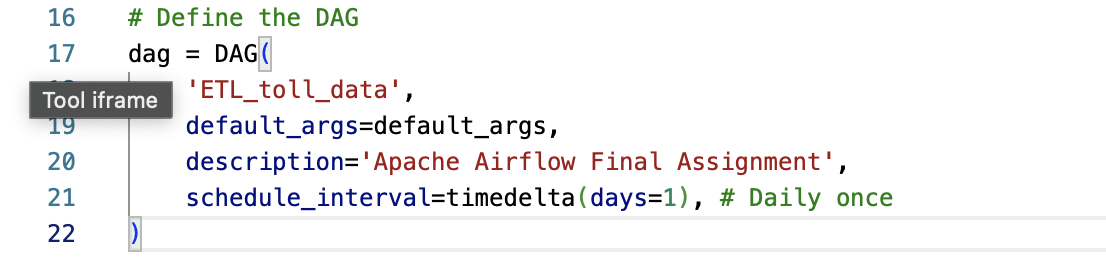 16 # Define the DAG
17 dag = DAG(
'ETL_toll_data',
Tool iframe
19 default_args=default_args,
20 description='Apache Airflow Final Assignment',
21 schedule_interval=timedelta(days=1), # Daily once
22 )